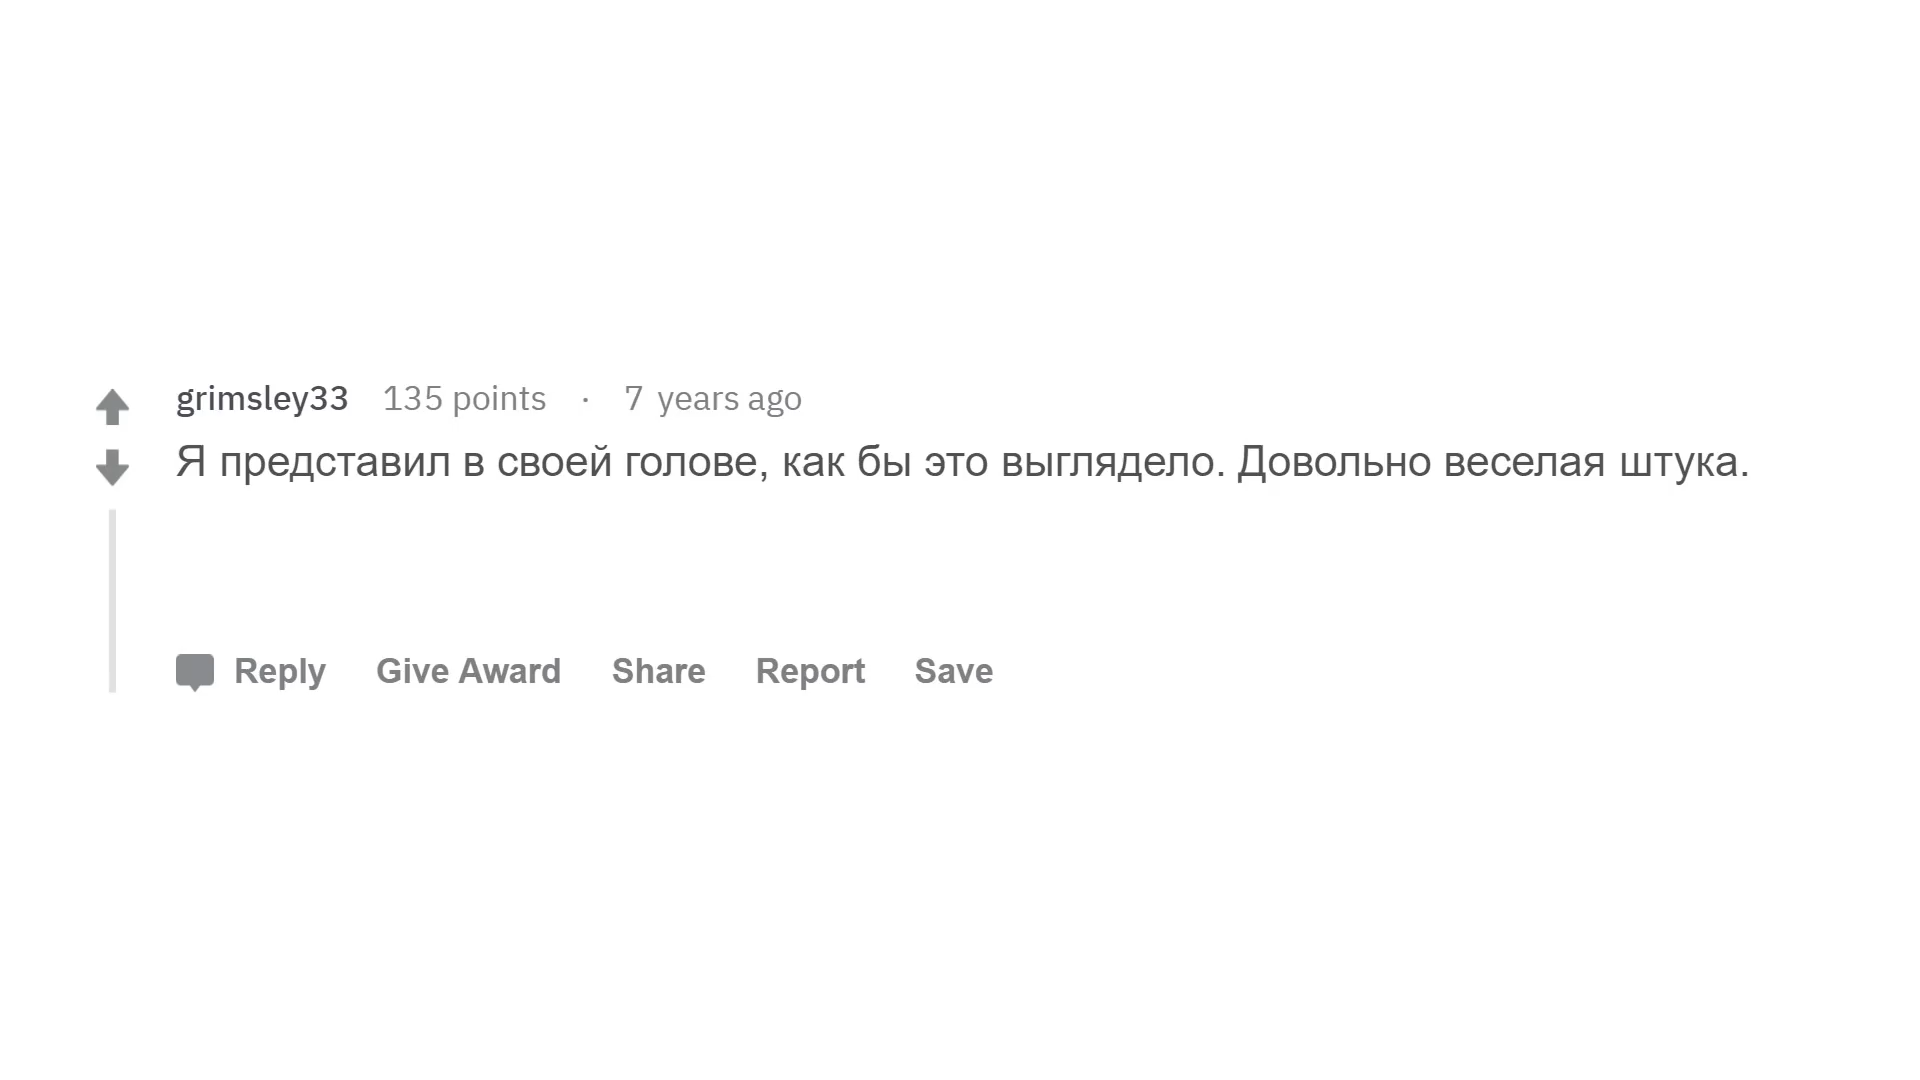 grimsley33 135 points · 7 years ago
Я представил в своей голове, как бы это выглядело. Довольно веселая штука.
Reply Give Award Share Report Save